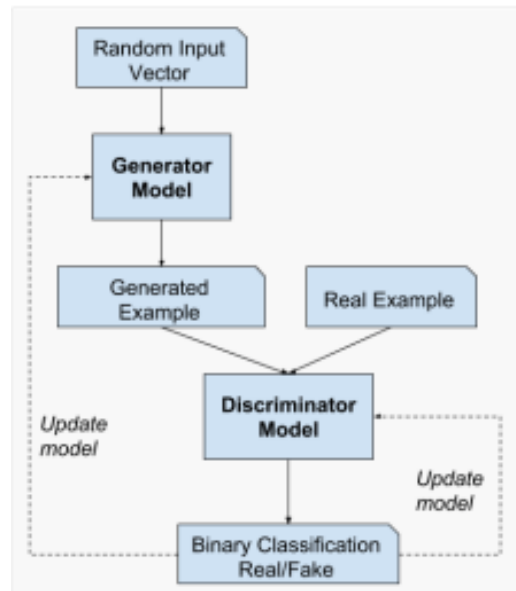 Random Input
Vector
Generator
Model
Generated
Example
Real Example
Discriminator
Model
Update
model
Update
model
Binary Classification
Real/Fake